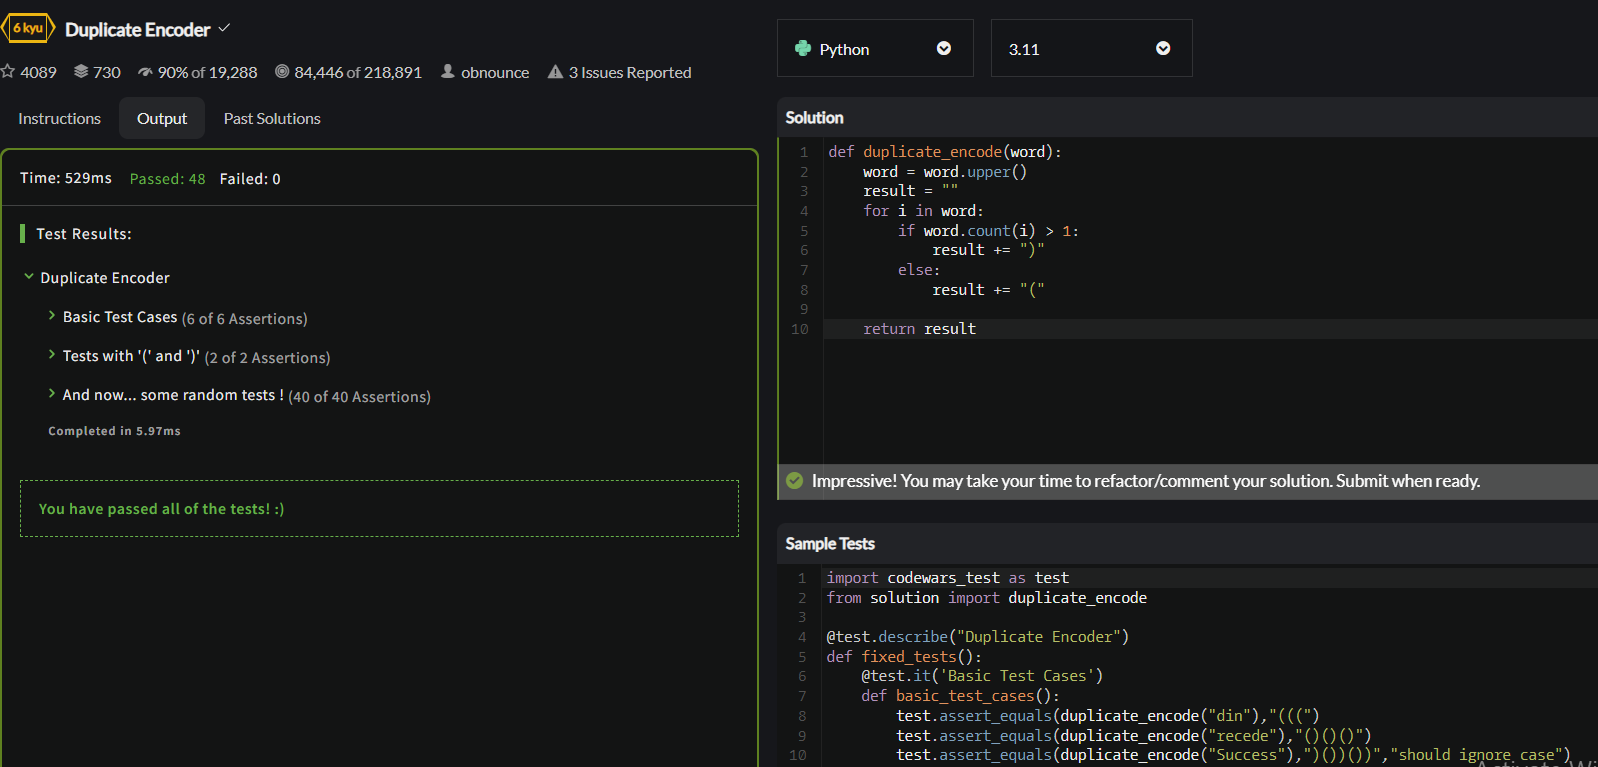 6 kyu Duplicate Encoder
4089 730 90% of 19,288 84,446 of 218,891 obnounce 3 Issues Reported
Instructions Output Past Solutions
Time: 529ms Passed: 48 Failed: 0
Test Results:
Duplicate Encoder
Basic Test Cases (6 of 6 Assertions)
Tests with '(' and ')' (2 of 2 Assertions)
And now... some random tests ! (40 of 40 Assertions)
Completed in 5.97ms
You have passed all of the tests! :)
Python 3.11
Solution
1 def duplicate_encode(word):
2     word = word.upper()
3     result = ""
4     for i in word:
5         if word.count(i) > 1:
6             result += ")"
7         else:
8             result += "("
9
10     return result
Impressive! You may take your time to refactor/comment your solution. Submit when ready.
Sample Tests
1 import codewars_test as test
2 from solution import duplicate_encode
3
4 @test.describe("Duplicate Encoder")
5 def fixed_tests():
6     @test.it('Basic Test Cases')
7     def basic_test_cases():
8         test.assert_equals(duplicate_encode("din"),"(((")
9         test.assert_equals(duplicate_encode("recede"),"()()()")
10         test.assert_equals(duplicate_encode("Success"),")())())","should ignore case")